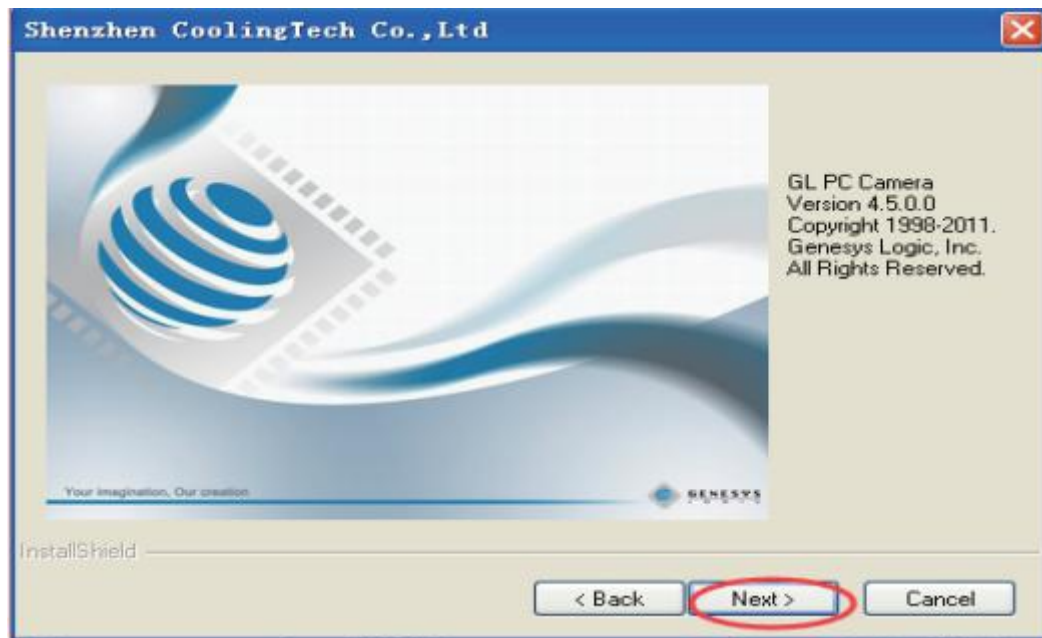 Shenzhen CoolingTech Co.,Ltd
GL PC Camera
Version 4.5.0.0
Copyright 1998-2011.
Genesys Logic, Inc.
All Rights Reserved.
Your imagination, Our creation
GENESYS
LOGIC
InstallShield
< Back
Next >
Cancel